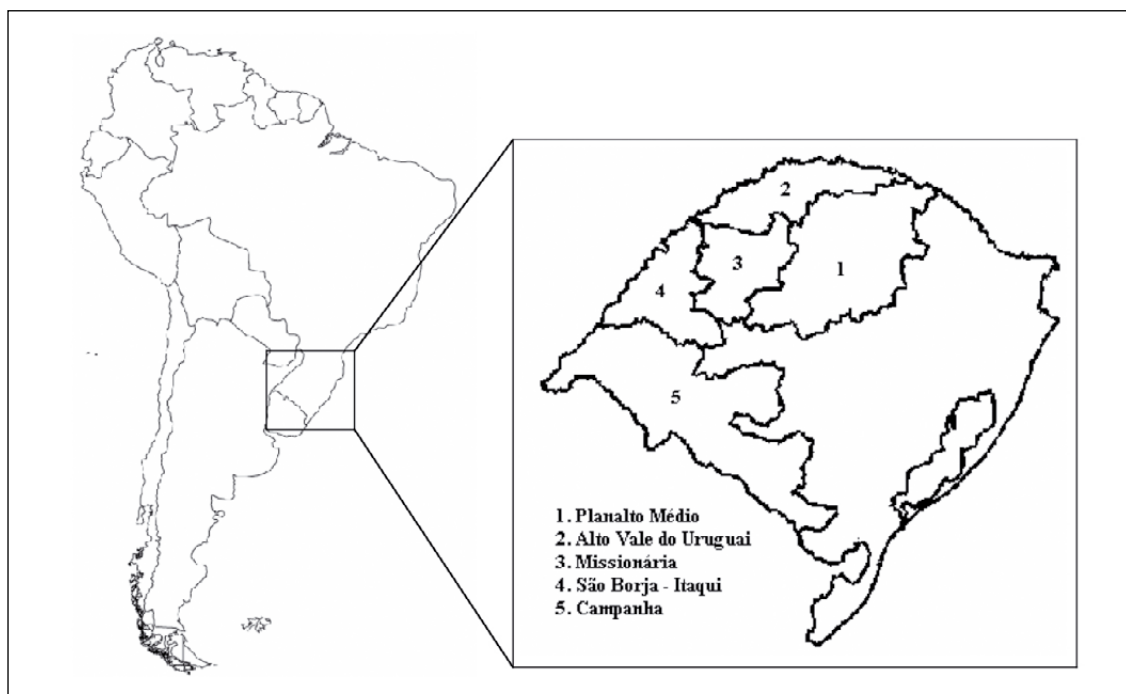 2
3
1
4
5
1. Planalto Médio
2. Alto Vale do Uruguai
3. Missionária
4. São Borja - Itaqui
5. Campanha